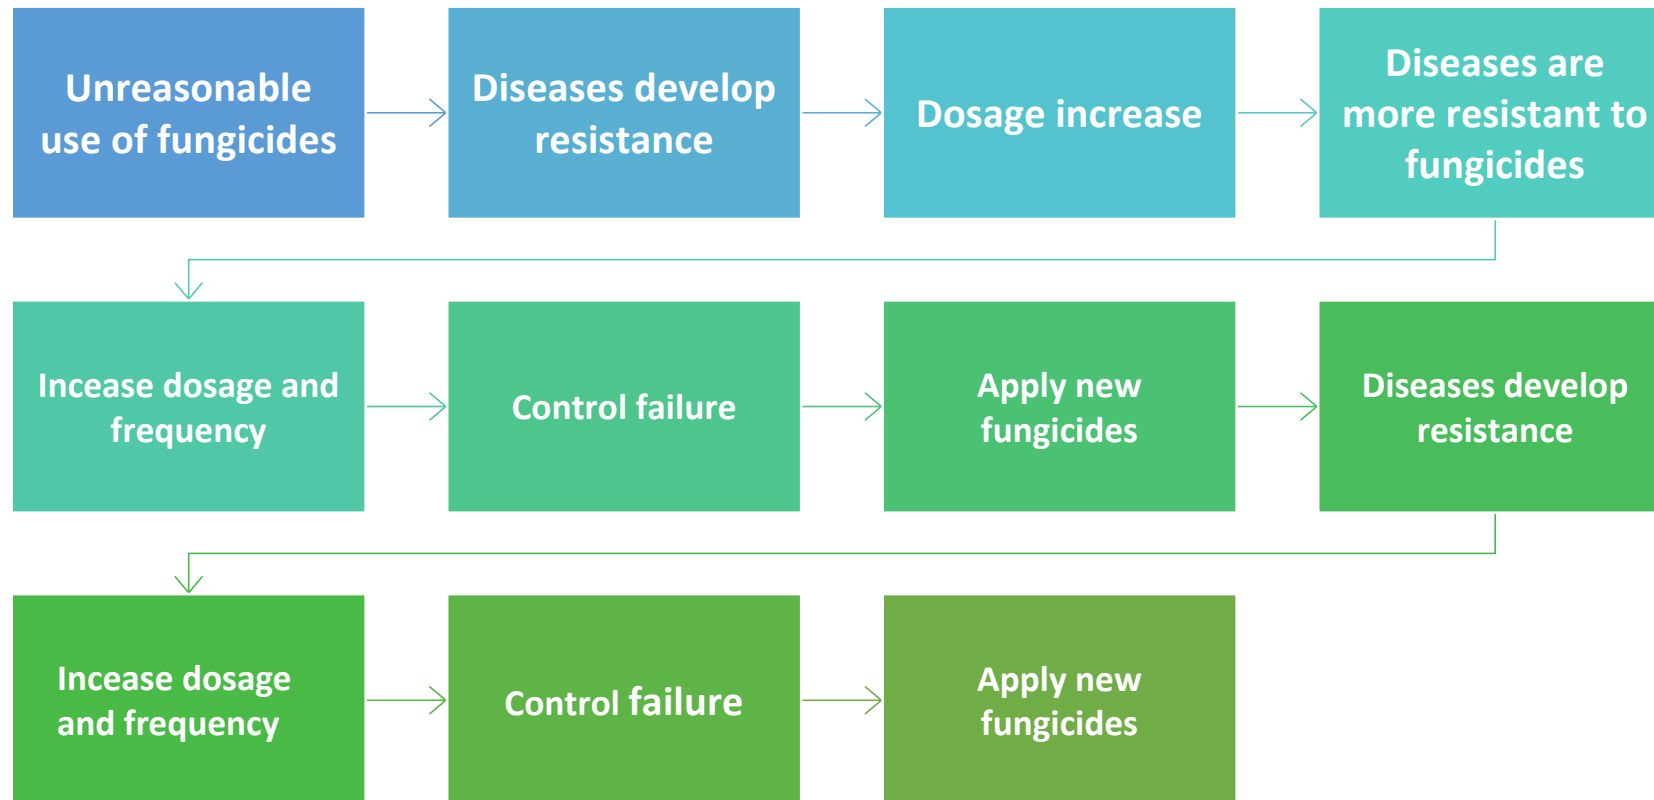 Unreasonable
use of fungicides
Diseases develop
resistance
Dosage increase
Diseases are
more resistant to
fungicides
Incease dosage and
frequency
Control failure
Apply new
fungicides
Diseases develop
resistance
Incease dosage
and frequency
Control failure
Apply new
fungicides